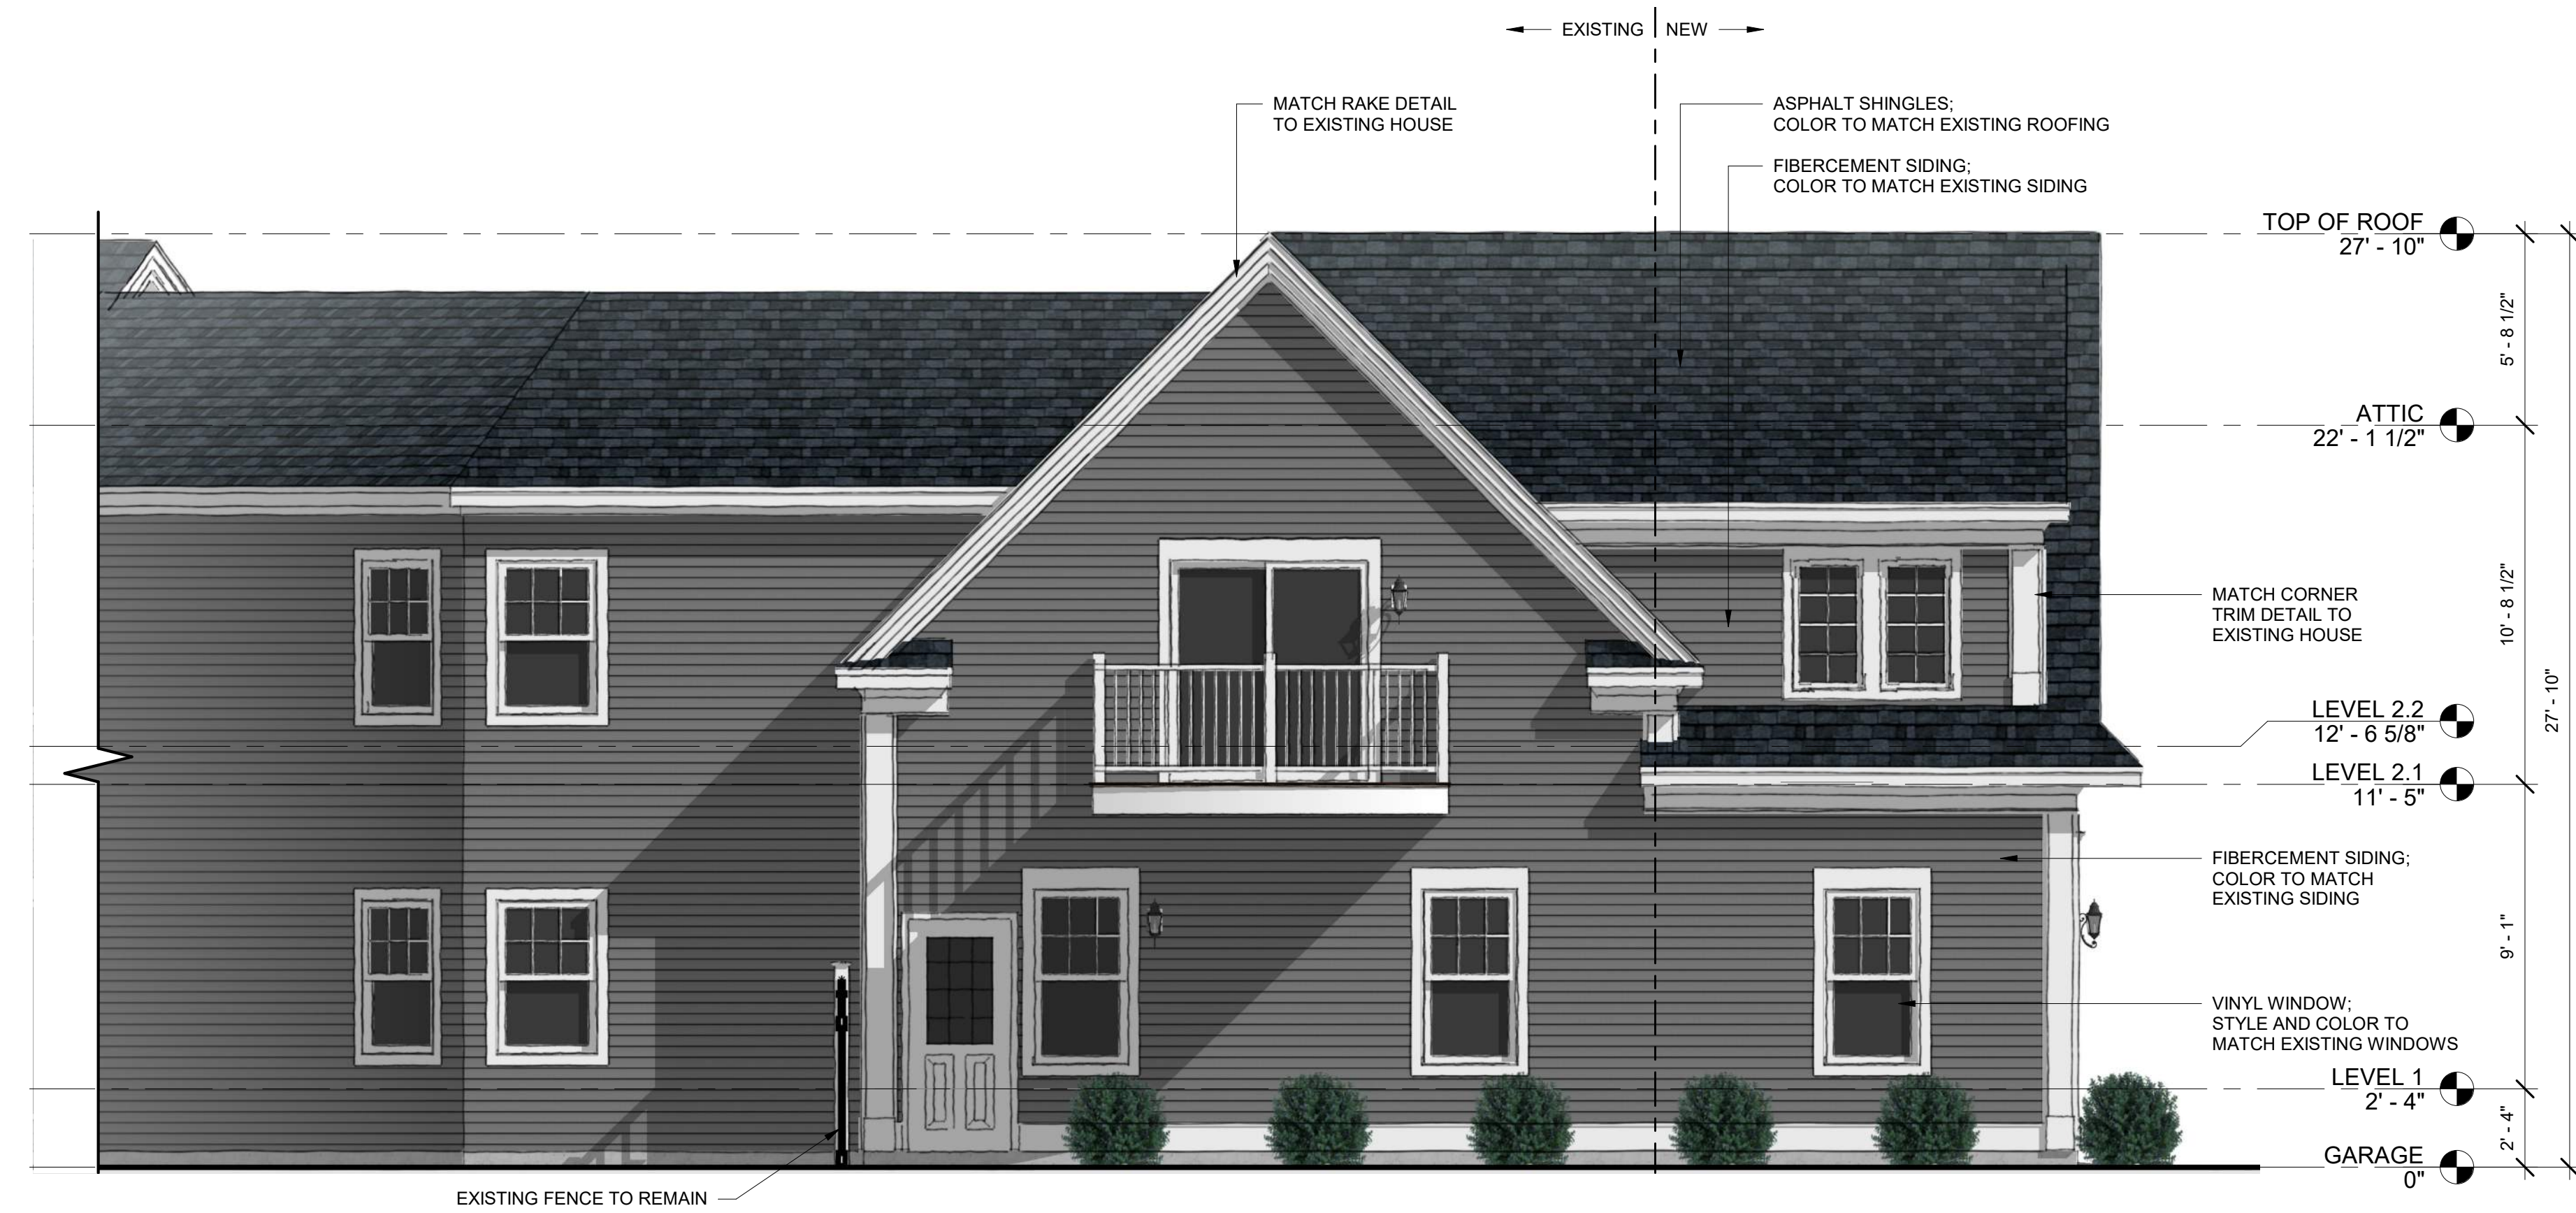 EXISTING NEW
MATCH RAKE DETAIL
TO EXISTING HOUSE
ASPHALT SHINGLES;
COLOR TO MATCH EXISTING ROOFING
FIBERCEMENT SIDING;
COLOR TO MATCH EXISTING SIDING
TOP OF ROOF
27' - 10"
5' - 8 1/2"
ATTIC
22' - 1 1/2"
10' - 8 1/2"
MATCH CORNER
TRIM DETAIL TO
EXISTING HOUSE
27' - 10"
LEVEL 2.2
12' - 6 5/8"
LEVEL 2.1
11' - 5"
FIBERCEMENT SIDING;
COLOR TO MATCH
EXISTING SIDING
9' - 1"
VINYL WINDOW;
STYLE AND COLOR TO
MATCH EXISTING WINDOWS
LEVEL 1
2' - 4"
2' - 4"
GARAGE
0"
EXISTING FENCE TO REMAIN